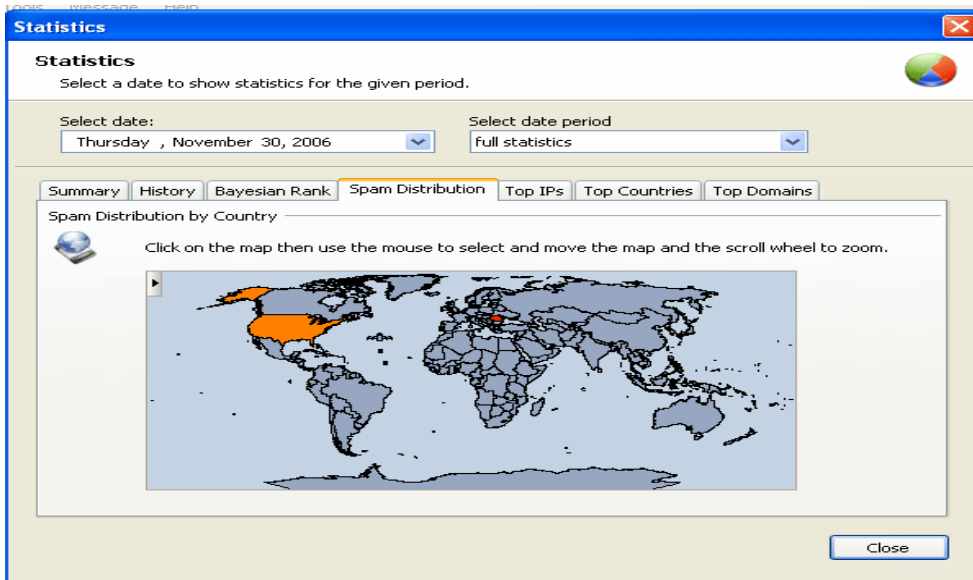 Tools Message Help
Statistics
Statistics
Select a date to show statistics for the given period.
Select date: Select date period
Thursday , November 30, 2006 full statistics
Summary History Bayesian Rank Spam Distribution Top IPs Top Countries Top Domains
Spam Distribution by Country
Click on the map then use the mouse to select and move the map and the scroll wheel to zoom.
Close